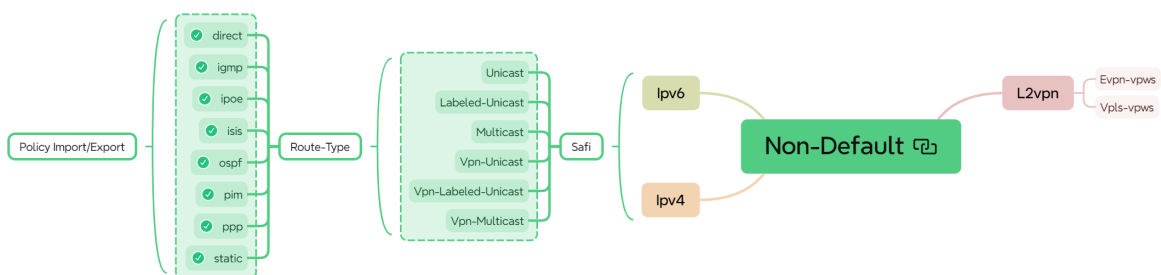 Policy Import/Export
direct
igmp
ipoe
isis
ospf
pim
ppp
static
Route-Type
Unicast
Labeled-Unicast
Multicast
Vpn-Unicast
Vpn-Labeled-Unicast
Vpn-Multicast
Safi
Ipv6
Ipv4
Non-Default
L2vpn
Evpn-vpws
Vpls-vpws